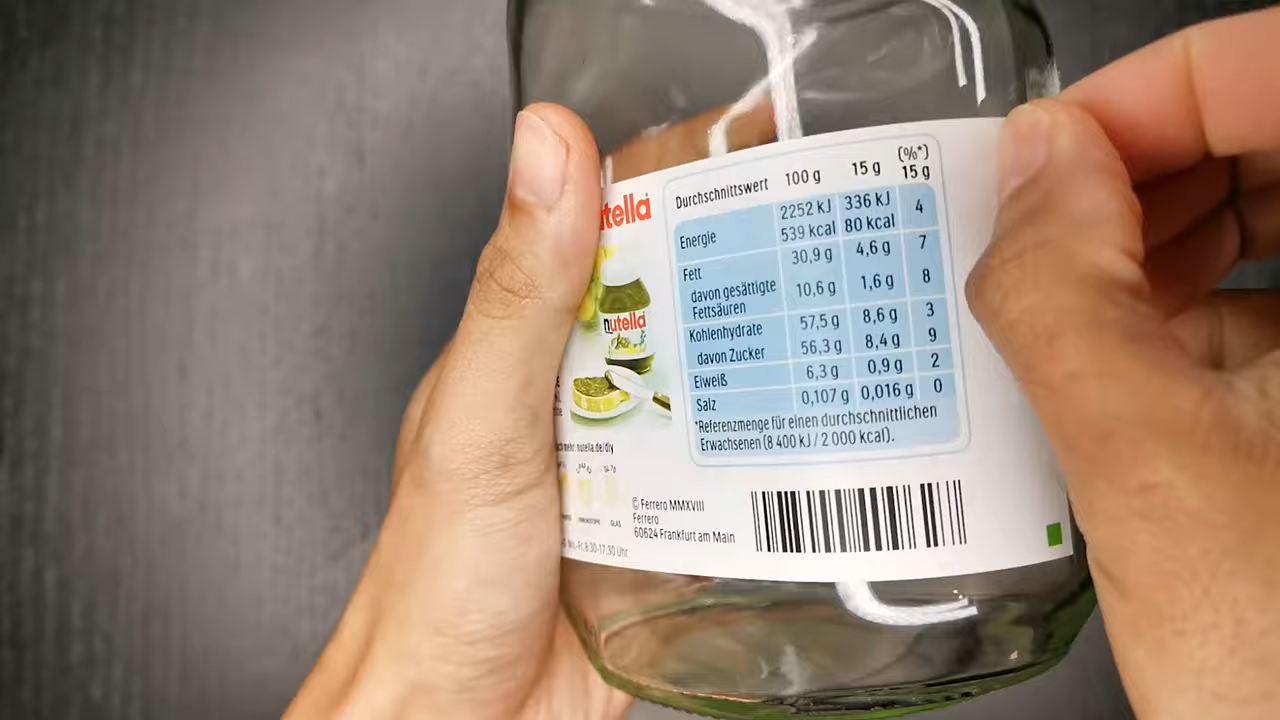 utella
Durchschnittswert 100 g 15 g (%*) 15 g
Energie 2252 kJ 336 kJ 4
539 kcal 80 kcal
Fett 30,9 g 4,6 g 7
davon gesättigte
Fettsäuren 10,6 g 1,6 g 8
Kohlenhydrate 57,5 g 8,6 g 3
davon Zucker 56,3 g 8,4 g 9
Eiweiß 6,3 g 0,9 g 2
Salz 0,107 g 0,016 g 0
*Referenzmenge für einen durchschnittlichen
Erwachsenen (8 400 kJ / 2 000 kcal).
nutella
mehr: nutella.de/diy
GLAS
© Ferrero MMXVIII
Ferrero
60624 Frankfurt am Main
8:30-17:30 Uhr